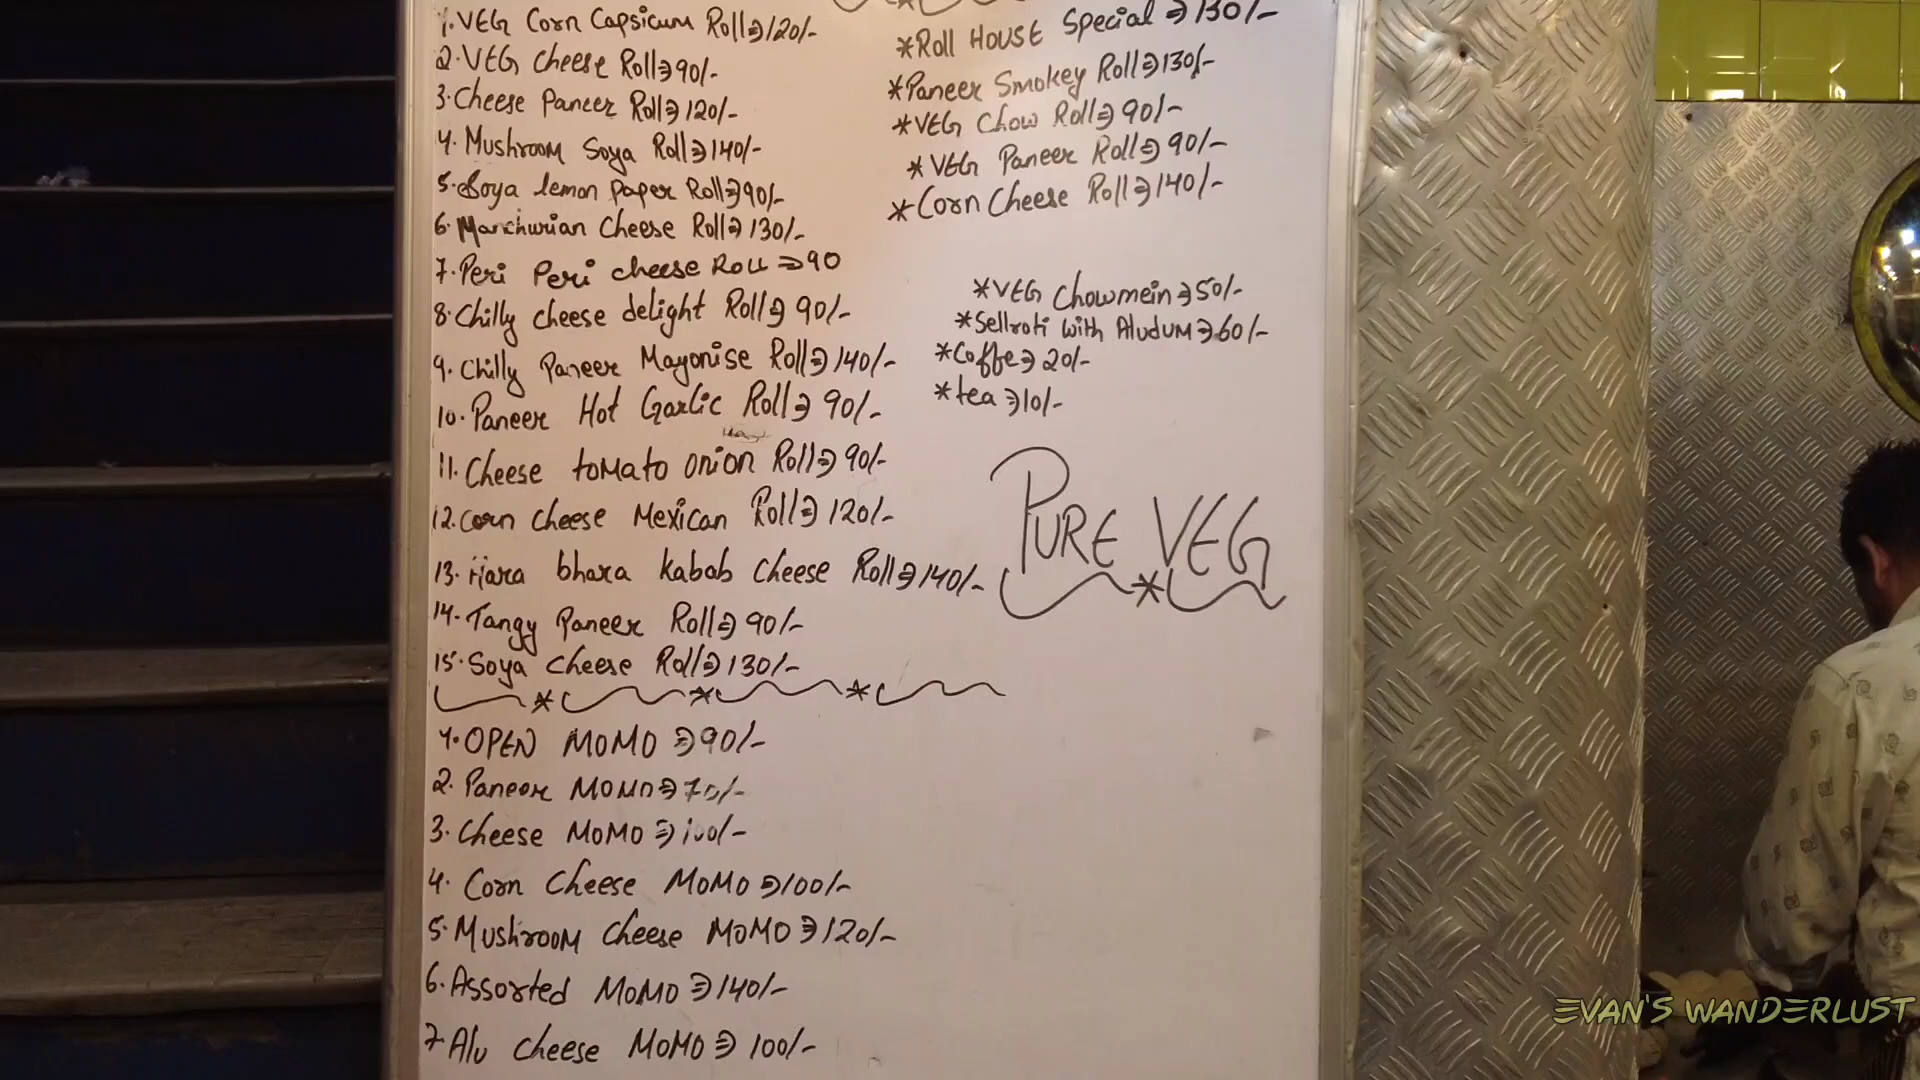 1. VEG Corn Capsicum Roll⇒120/-
2. VEG Cheese Roll⇒90/-
3. Cheese Paneer Roll⇒120/-
4. Mushroom Soya Roll⇒140/-
5. Soya lemon paper Roll⇒90/-
6. Manchurian Cheese Roll⇒130/-
7. Peri Peri cheese ROLL⇒90
8. Chilly cheese delight Roll⇒90/-
9. Chilly Paneer Mayonise Roll⇒140/-
10. Paneer Hot Garlic Roll⇒90/-
11. Cheese tomato onion Roll⇒90/-
12. Corn cheese Mexican Roll⇒120/-
13. Hara bhara kabab cheese Roll⇒140/-
14. Tangy Paneer Roll⇒90/-
15. Soya cheese Roll⇒130/-
1. OPEN MOMO⇒90/-
2. Paneer MOMO⇒70/-
3. Cheese MOMO⇒100/-
4. Corn Cheese MOMO⇒100/-
5. Mushroom cheese MOMO⇒120/-
6. Assorted MOMO⇒140/-
7. Alu cheese MOMO⇒100/-
*Roll HOUSE Special⇒130/-
*Paneer Smokey Roll⇒130/-
*VEG Chow Roll⇒90/-
*VEG Paneer Roll⇒90/-
*Corn Cheese Roll⇒140/-
*VEG Chowmein⇒50/-
*Sellroti with AluduM⇒60/-
*Coffe⇒20/-
*tea⇒10/-
PURE VEG
EVAN'S WANDERLUST